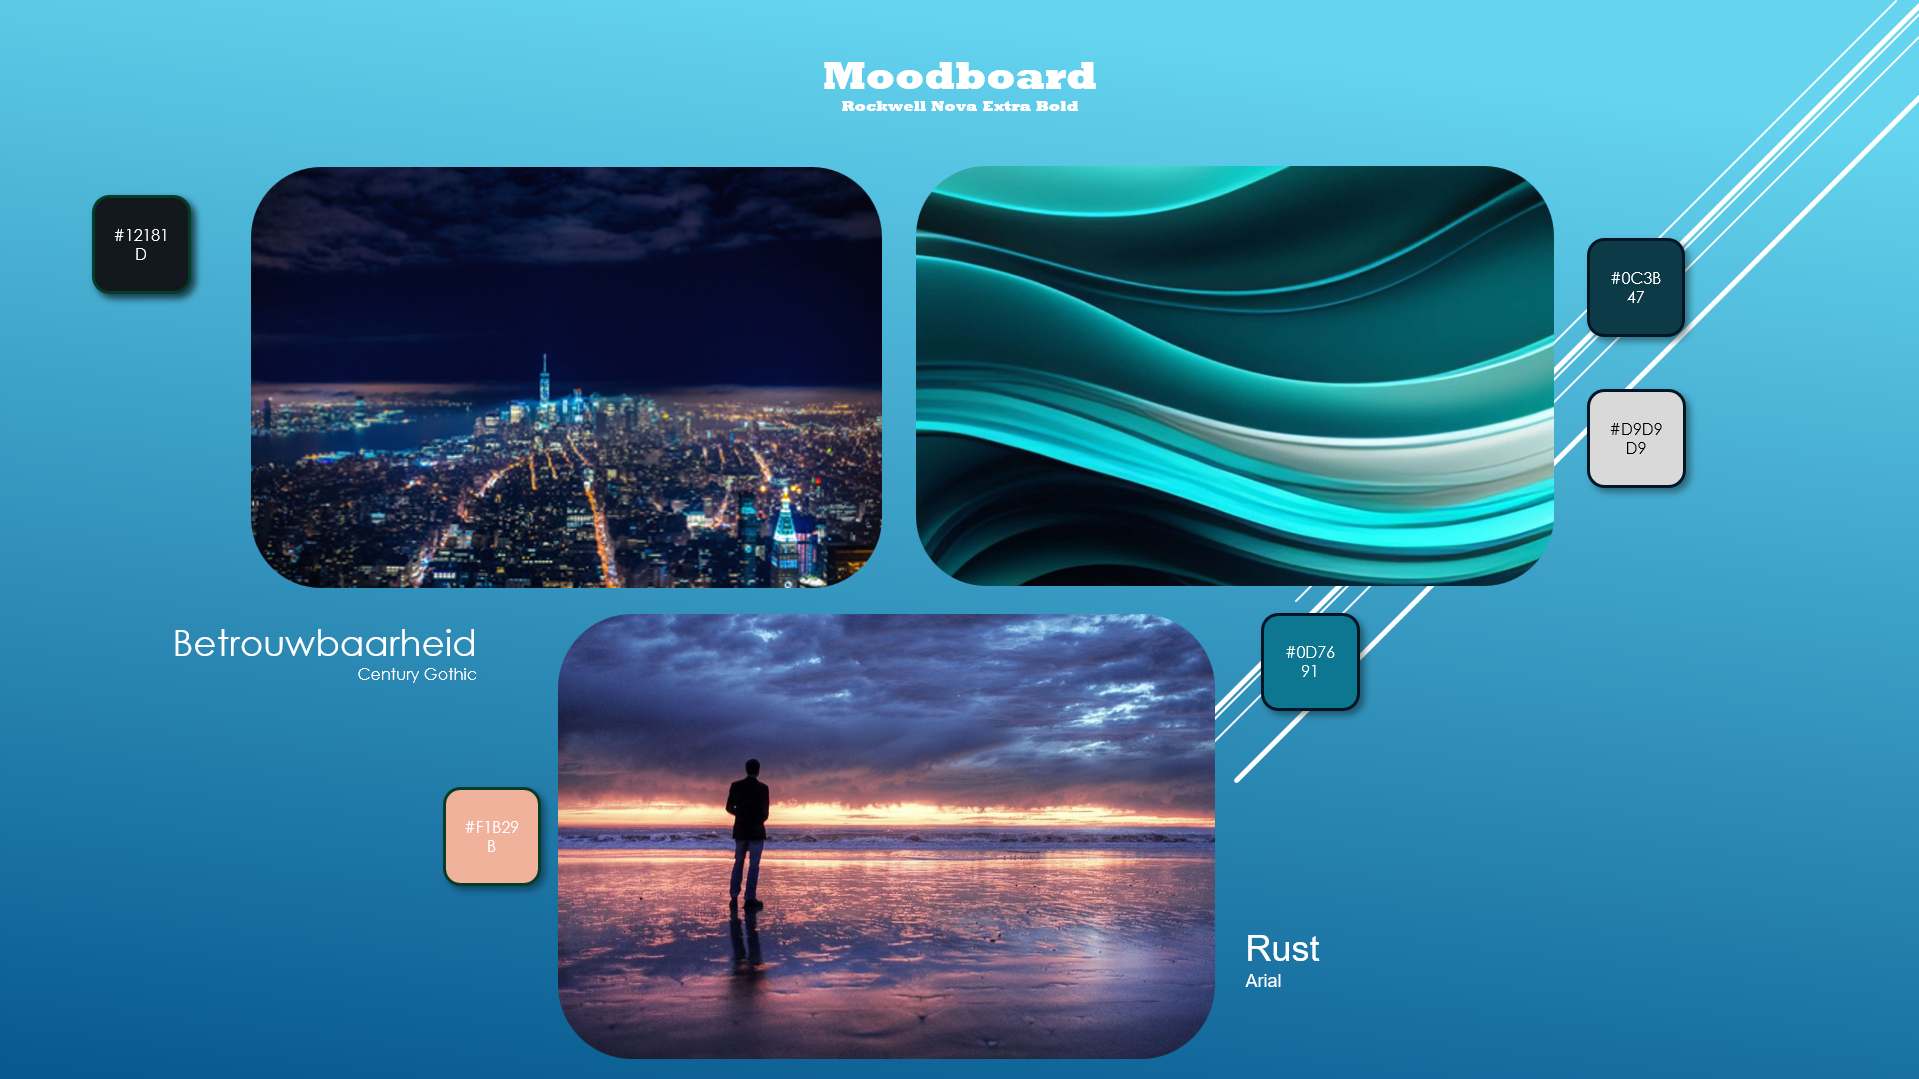 Moodboard
Rockwell Nova Extra Bold
#12181
D
#0C3B
47
#D9D9
D9
Betrouwbaarheid
Century Gothic
#0D76
91
#F1B29
B
Rust
Arial